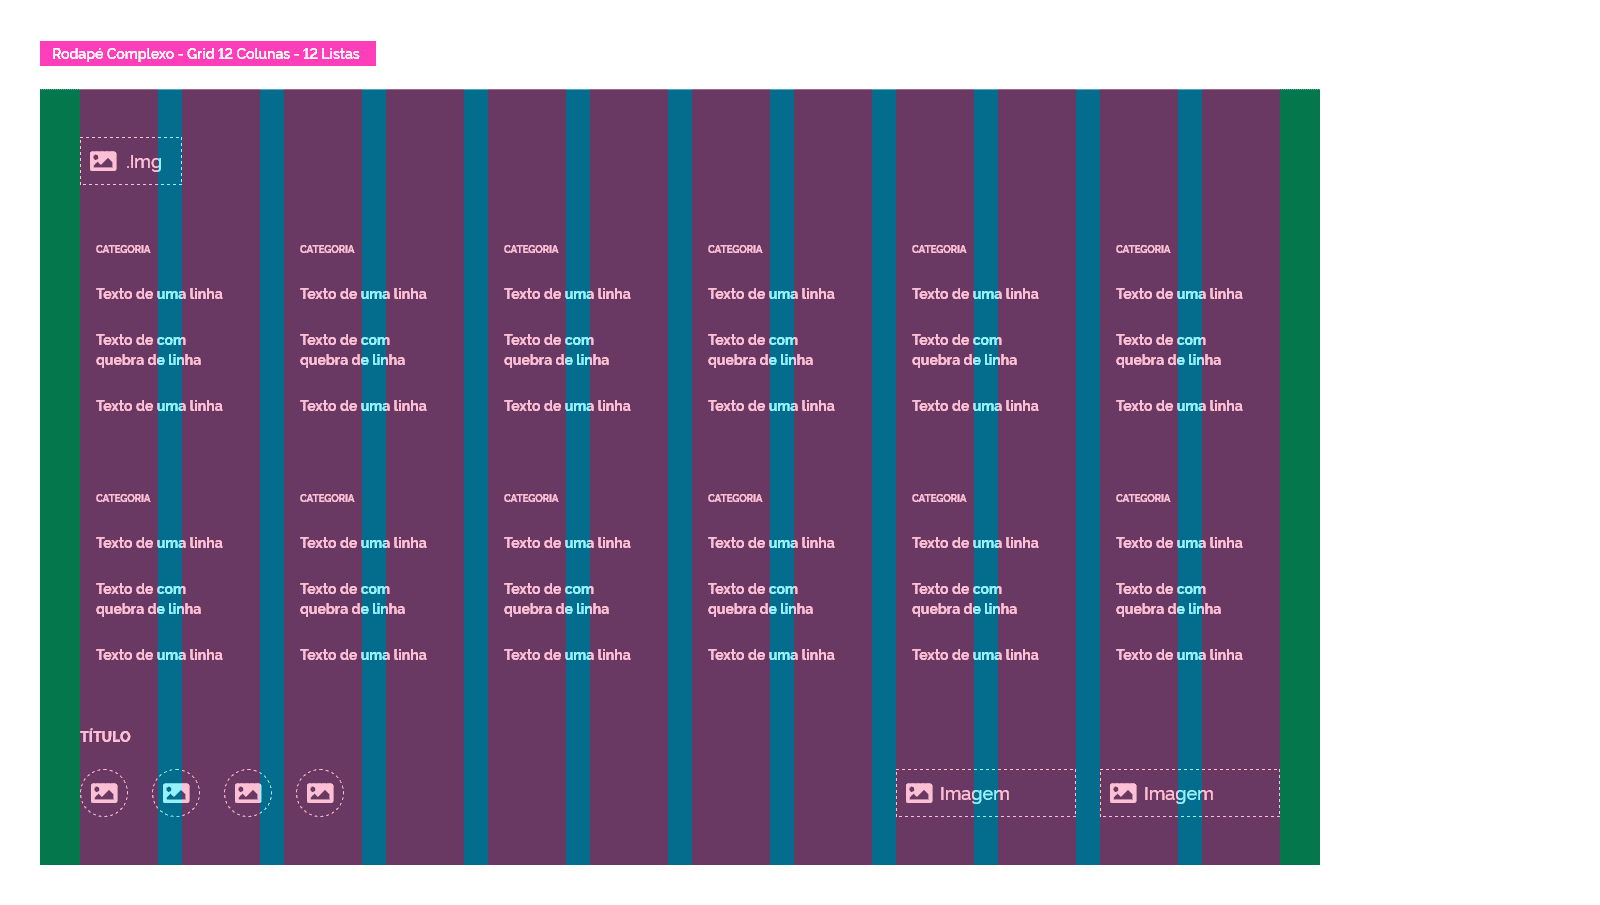 Rodapé Complexo - Grid 12 Colunas - 12 Listas
.Img
CATEGORIA CATEGORIA CATEGORIA CATEGORIA CATEGORIA CATEGORIA
Texto de uma linha Texto de uma linha Texto de uma linha Texto de uma linha Texto de uma linha Texto de uma linha
Texto de com Texto de com Texto de com Texto de com Texto de com Texto de com
quebra de linha quebra de linha quebra de linha quebra de linha quebra de linha quebra de linha
Texto de uma linha Texto de uma linha Texto de uma linha Texto de uma linha Texto de uma linha Texto de uma linha
CATEGORIA CATEGORIA CATEGORIA CATEGORIA CATEGORIA CATEGORIA
Texto de uma linha Texto de uma linha Texto de uma linha Texto de uma linha Texto de uma linha Texto de uma linha
Texto de com Texto de com Texto de com Texto de com Texto de com Texto de com
quebra de linha quebra de linha quebra de linha quebra de linha quebra de linha quebra de linha
Texto de uma linha Texto de uma linha Texto de uma linha Texto de uma linha Texto de uma linha Texto de uma linha
TÍTULO
Imagem Imagem